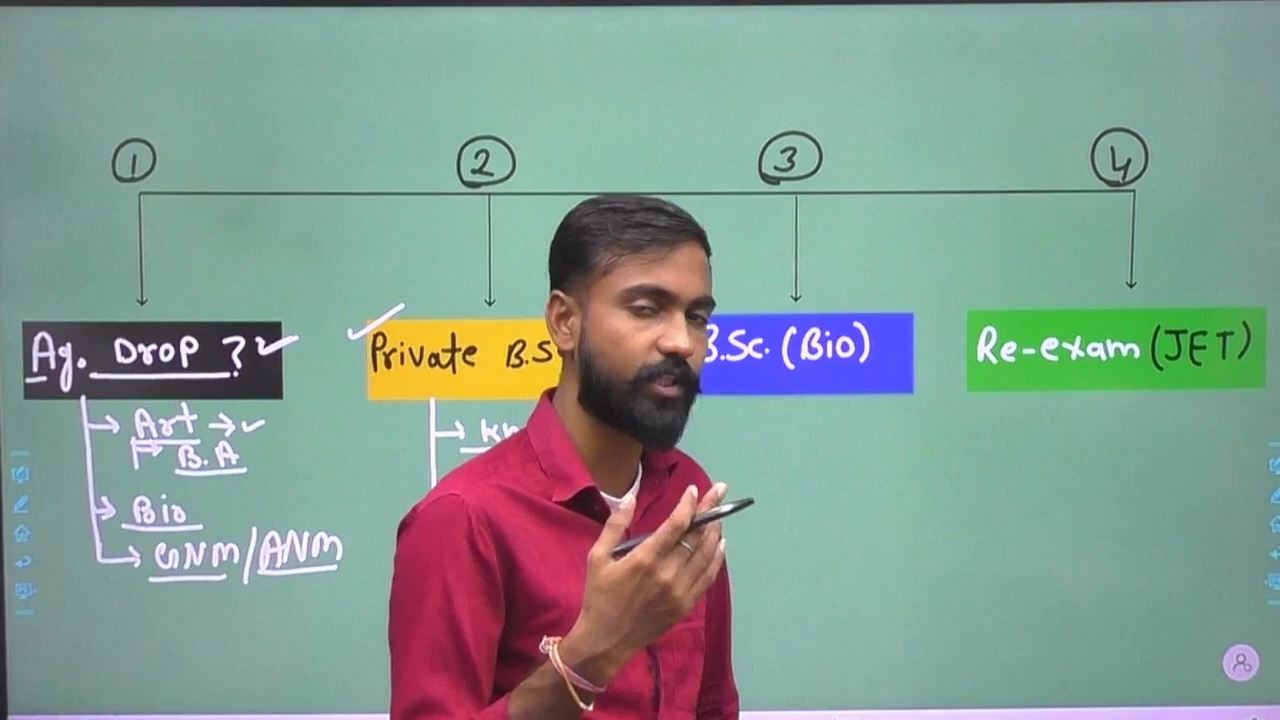 1
2
3
4
Ag. Drop ?
Private B.S
B.Sc. (Bio)
Re-exam (JET)
Art →
B.A
Bio
GNM/ANM